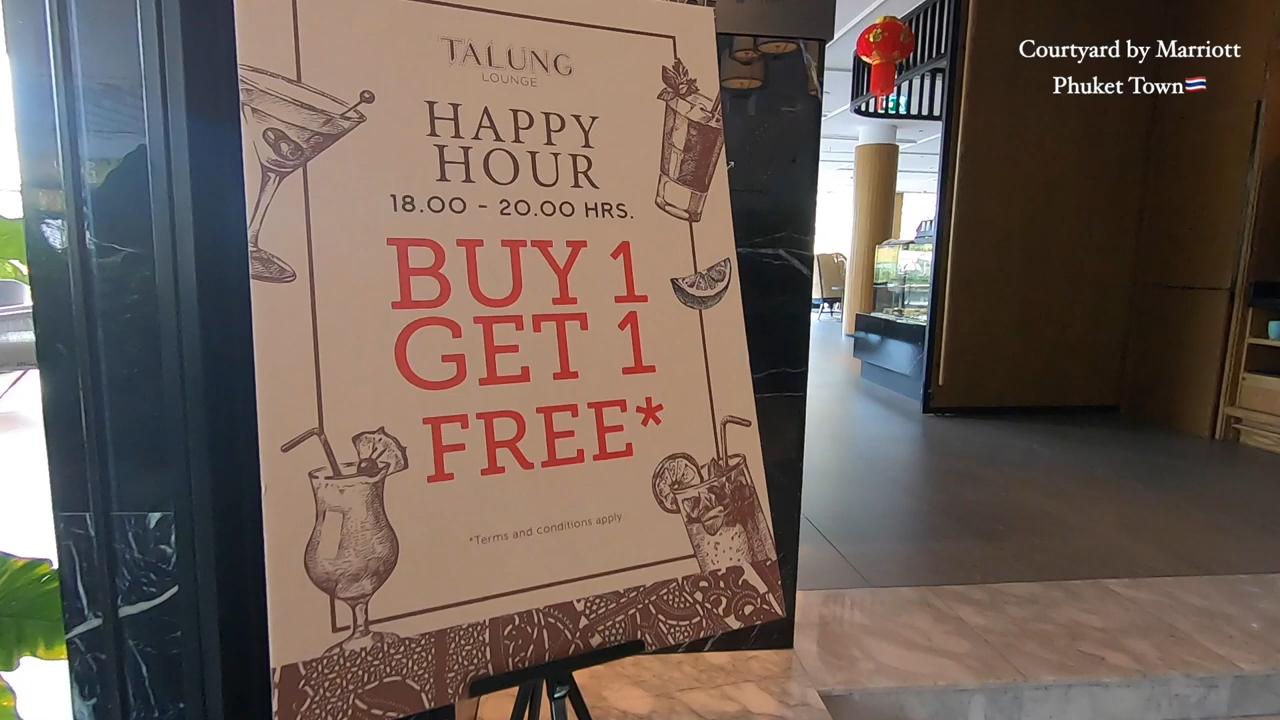 TALUNG
LOUNGE
HAPPY
HOUR
18.00 - 20.00 HRS.
BUY 1
GET 1
FREE*
*Terms and conditions apply
Courtyard by Marriott
Phuket Town🇹🇭